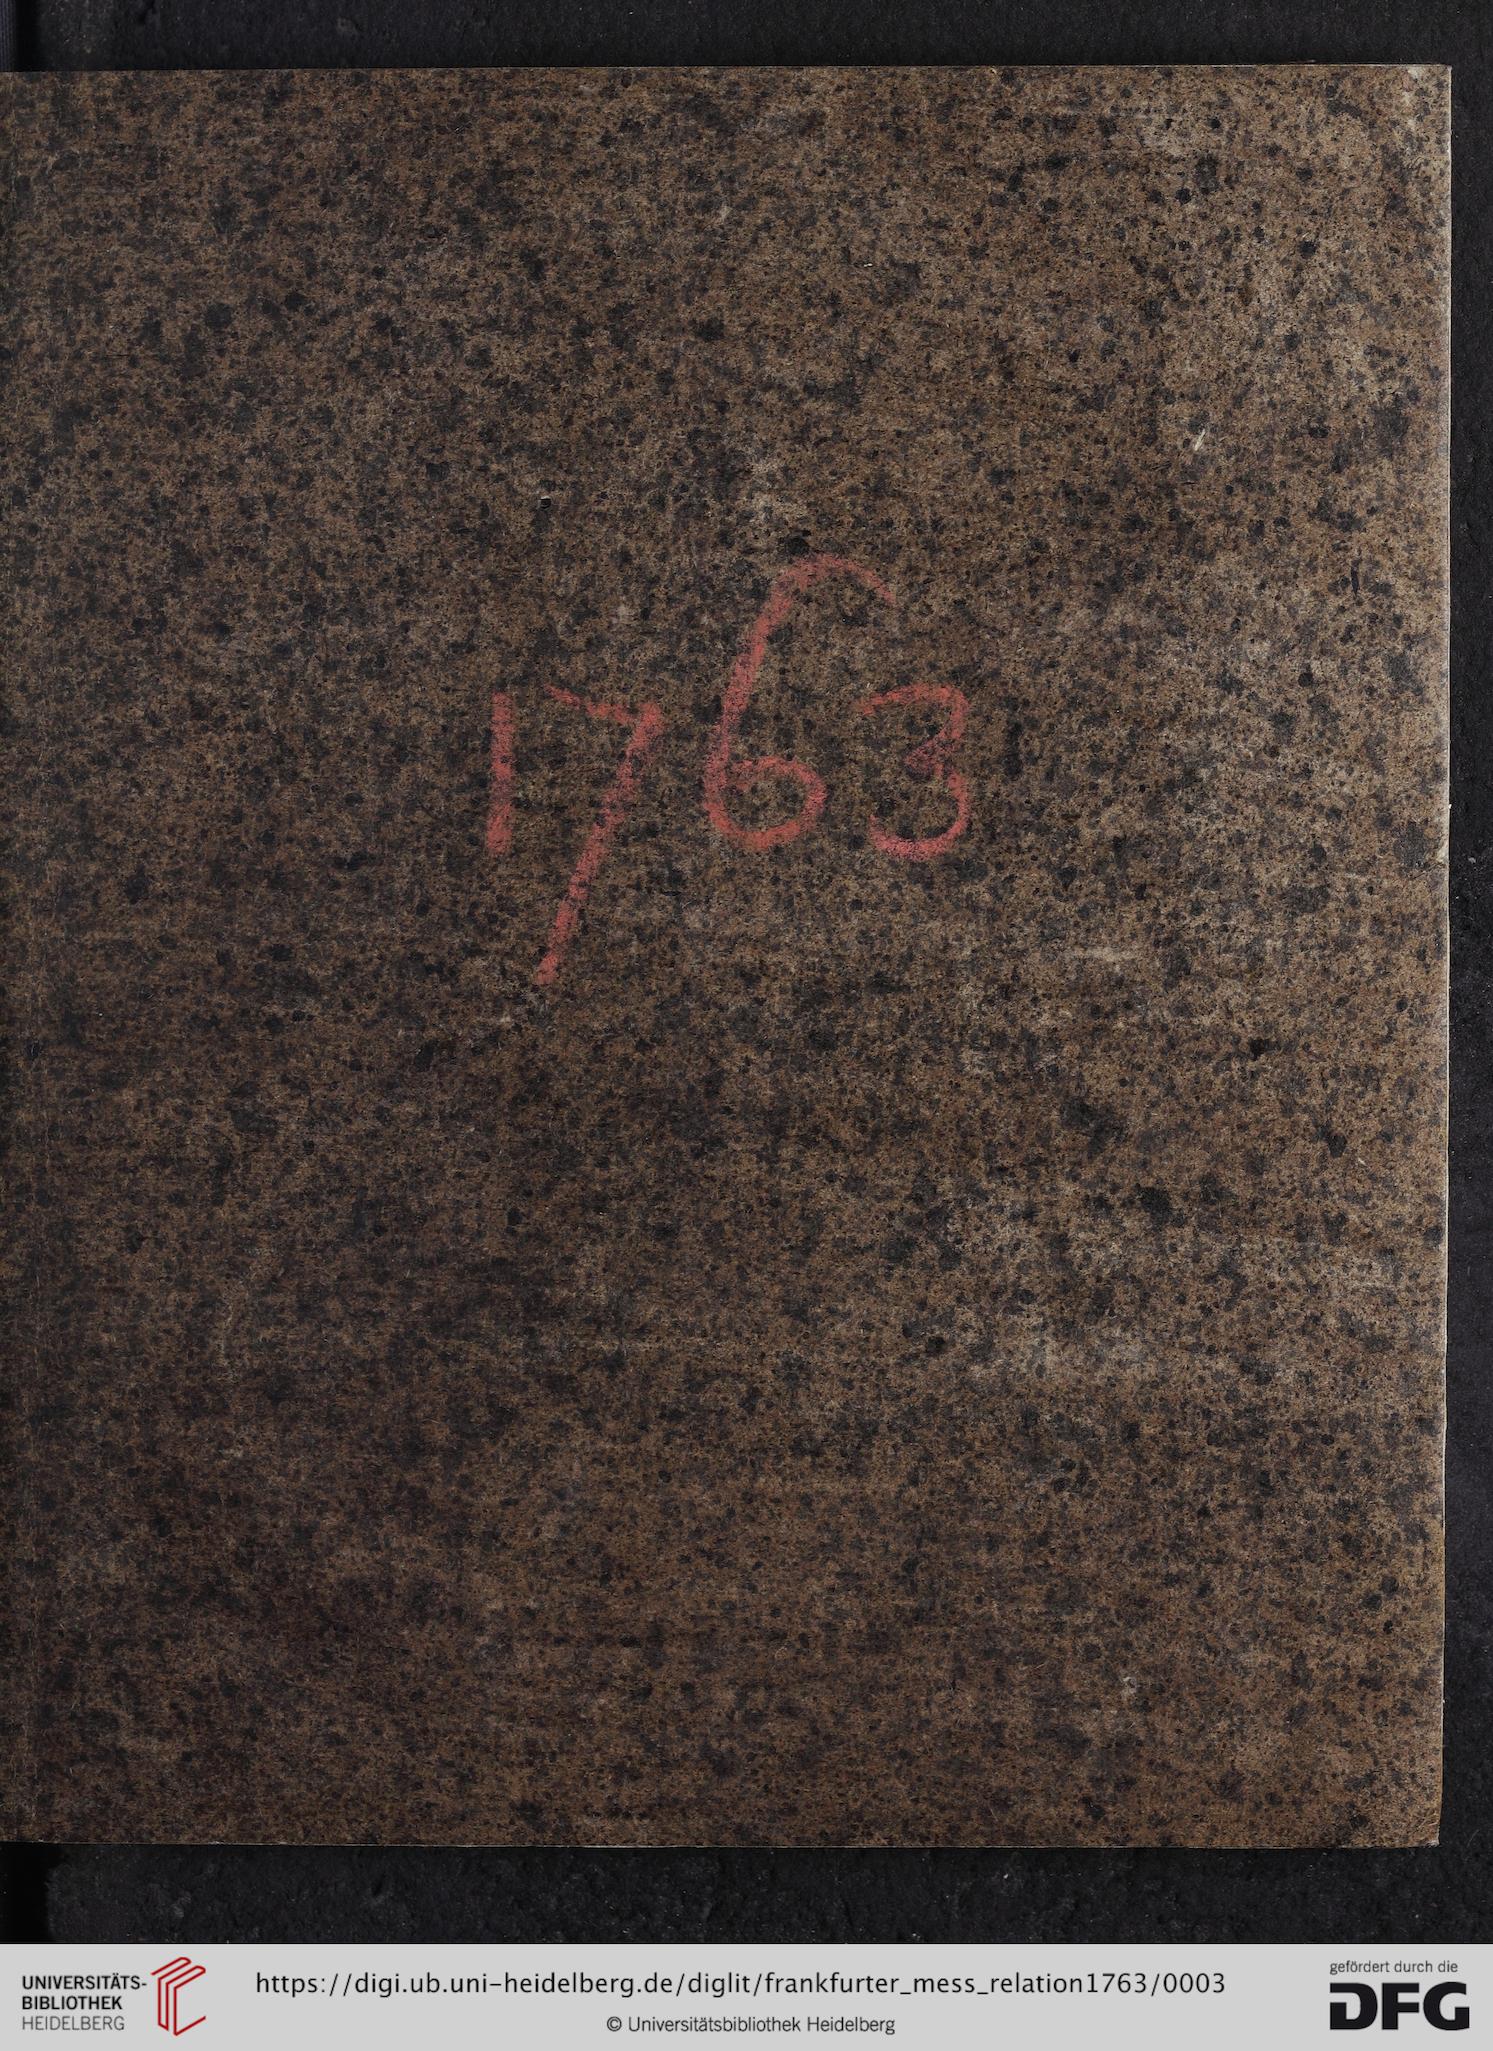 1763
UNIVERSITÄTS-
BIBLIOTHEK
HEIDELBERG
https://digi.ub.uni-heidelberg.de/diglit/frankfurter_mess_relation1763/0003
© Universitätsbibliothek Heidelberg
gefördert durch die
DFG